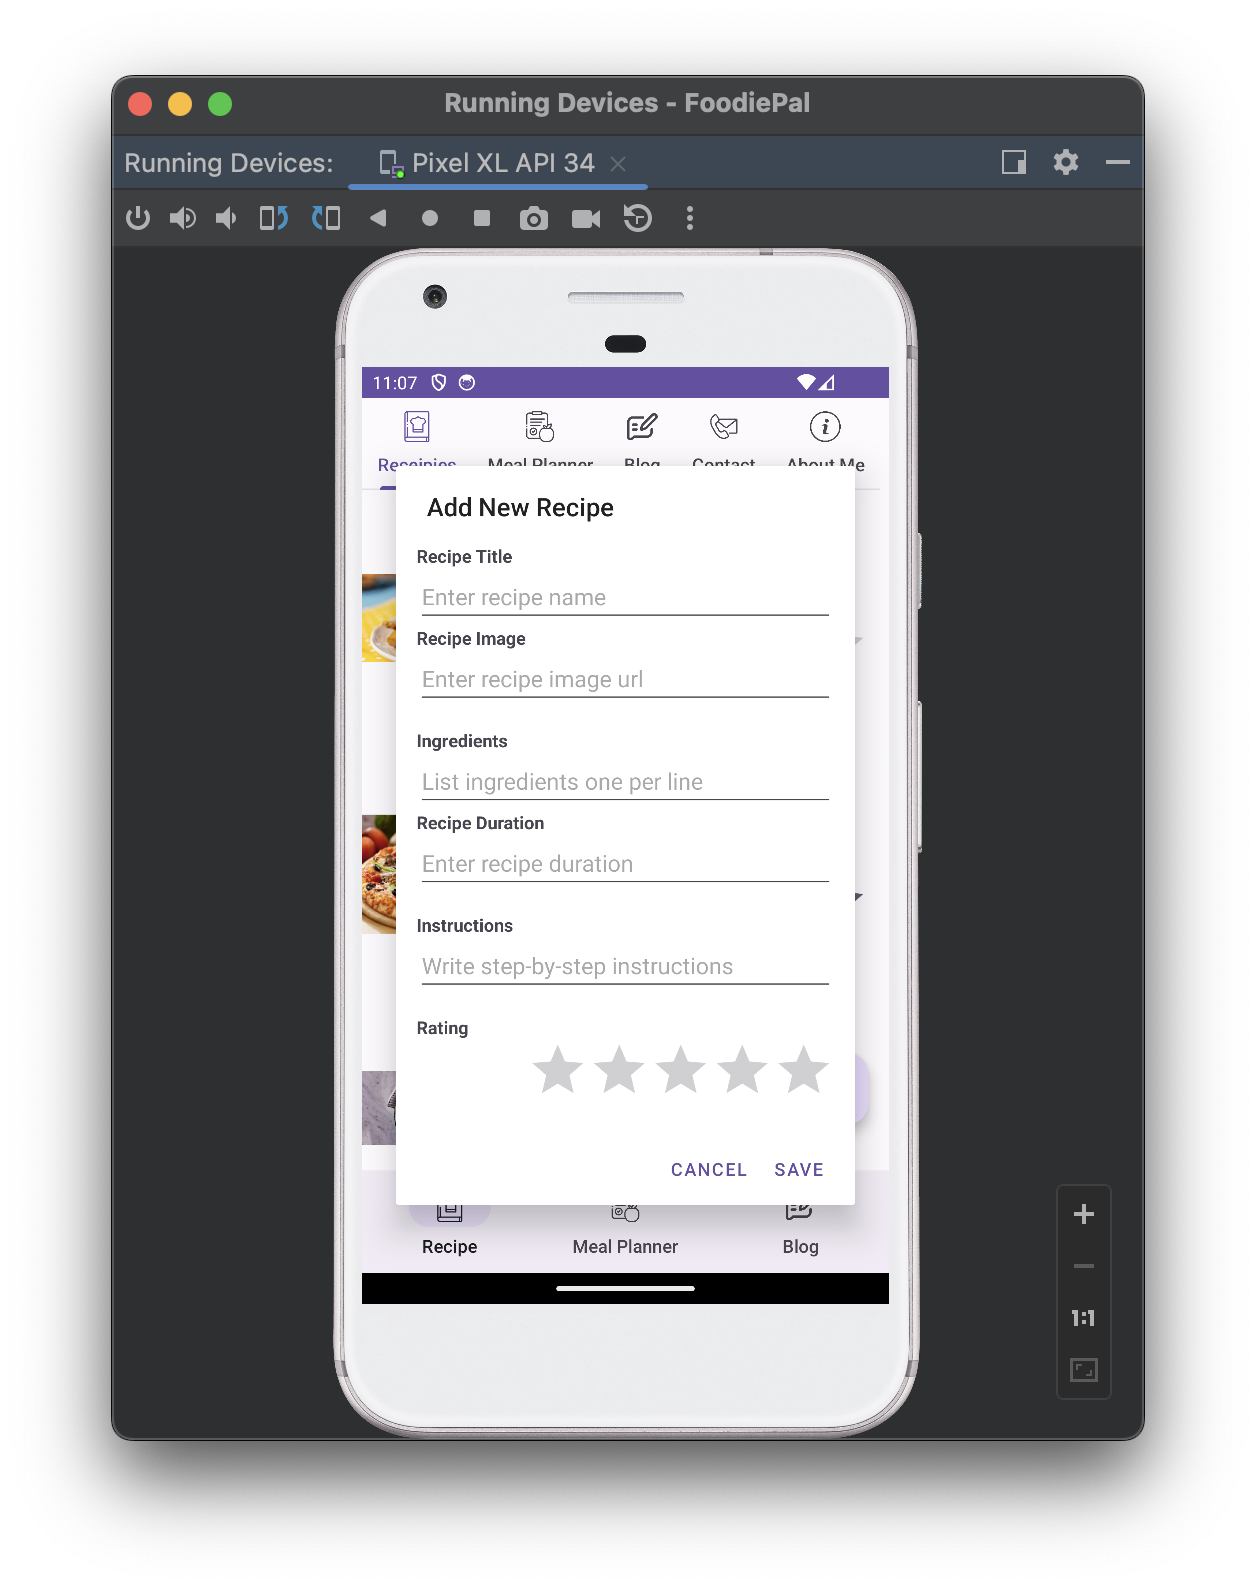 Running Devices - FoodiePal
Running Devices:
Pixel XL API 34
11:07
Receipies Meal Planner Blog Contact About Me
Add New Recipe
Recipe Title
Enter recipe name
Recipe Image
Enter recipe image url
Ingredients
List ingredients one per line
Recipe Duration
Enter recipe duration
Instructions
Write step-by-step instructions
Rating
CANCEL SAVE
Recipe Meal Planner Blog
1:1